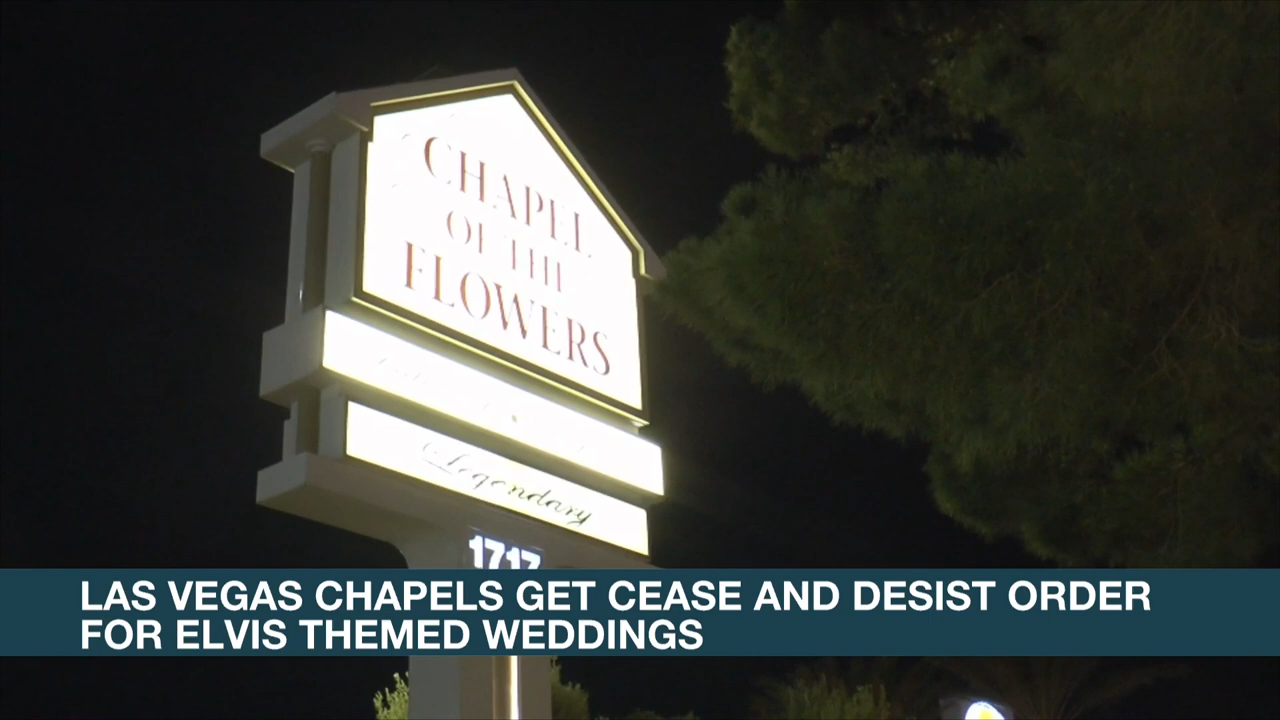 CHAPEL
OF THE
FLOWERS
Legendary
1717
LAS VEGAS CHAPELS GET CEASE AND DESIST ORDER
FOR ELVIS THEMED WEDDINGS